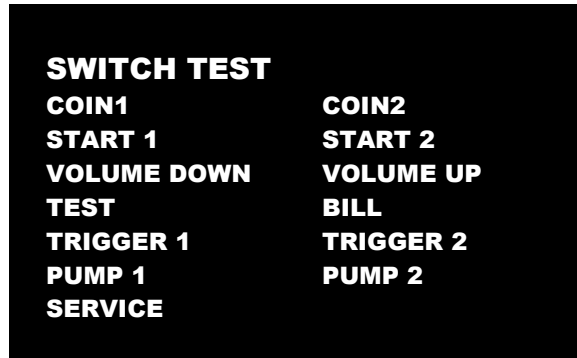 SWITCH TEST
COIN1 COIN2
START 1 START 2
VOLUME DOWN VOLUME UP
TEST BILL
TRIGGER 1 TRIGGER 2
PUMP 1 PUMP 2
SERVICE